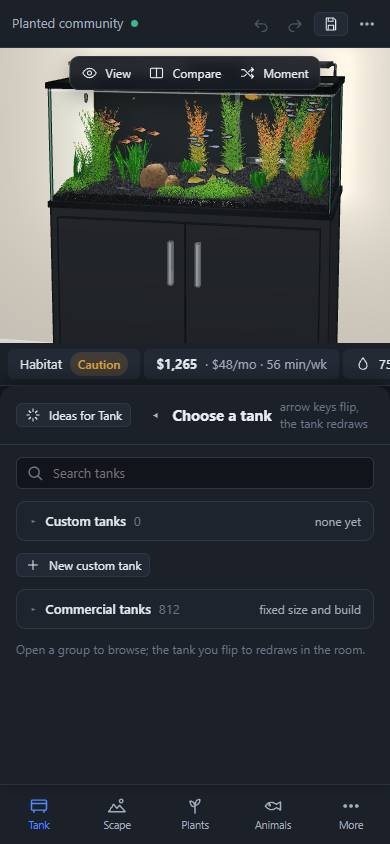 Planted community
View
Compare
Moment
Habitat Caution
$1,265 · $48/mo · 56 min/wk
75
Ideas for Tank
Choose a tank
arrow keys flip,
the tank redraws
Search tanks
Custom tanks 0
none yet
New custom tank
Commercial tanks 812
fixed size and build
Open a group to browse; the tank you flip to redraws in the room.
Tank
Scape
Plants
Animals
More